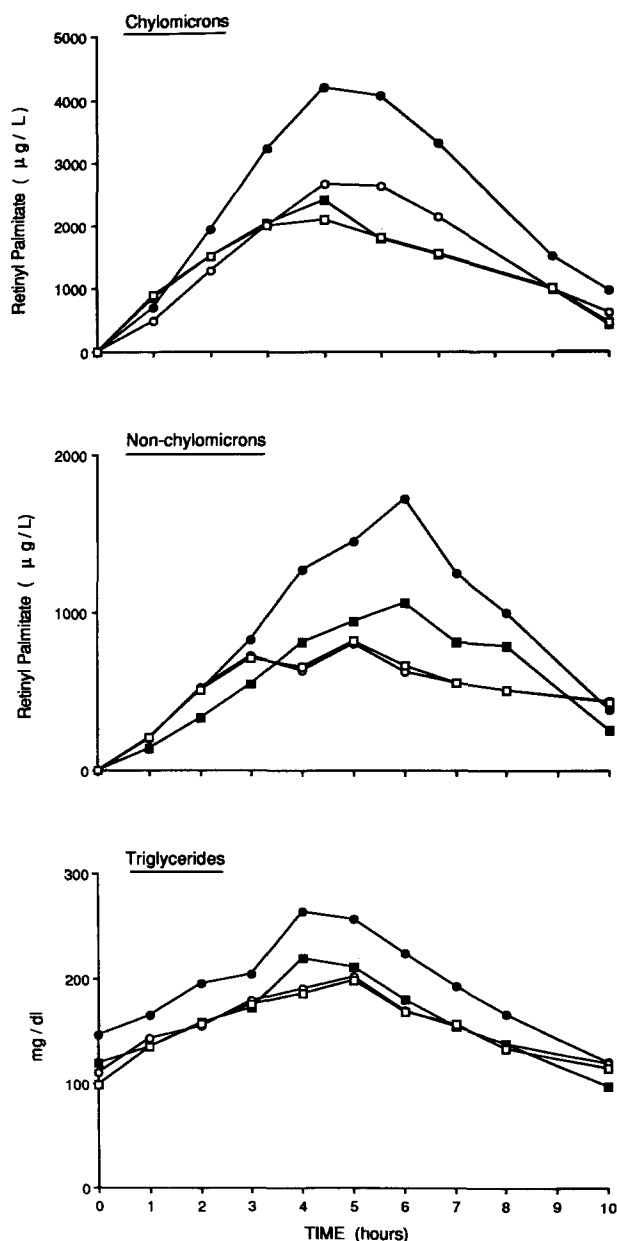 Chylomicrons
5000
4000
3000
2000
1000
0
Retinyl Palmitate ( μg / L)
Non-chylomicrons
2000
1000
0
Retinyl Palmitate ( μ g/L)
Triglycerides
300
200
100
0
mg / dl
0 1 2 3 4 5 6 7 8 9 10
TIME (hours)